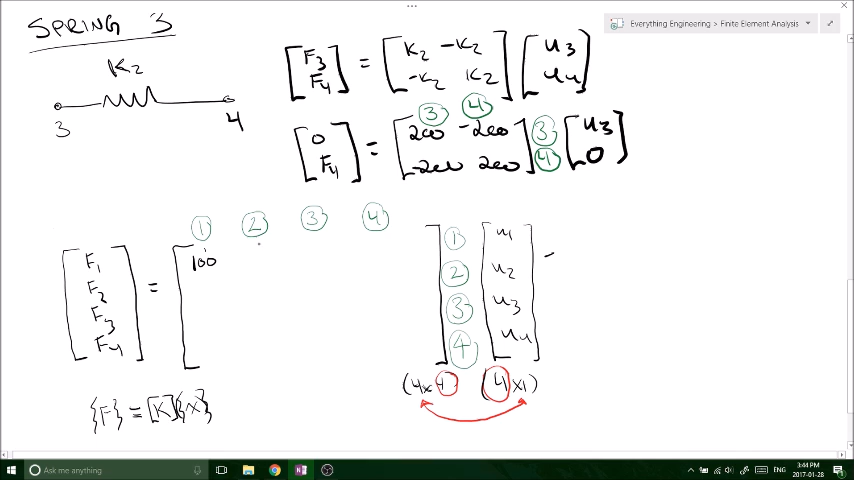 Everything Engineering > Finite Element Analysis
SPRING 3
K2
3 4
[F3 F4] = [K2 -K2 -K2 K2] [u3 u4]
3 4
[0 F4] = [200 -200 -200 200] 3 4 [u3 0]
1 2 3 4
[F1 F2 F3 F4] = [100 ] 1 2 3 4 [u1 u2 u3 u4] -
(4x4) (4x1)
{F} = [K]{X}
Ask me anything
ENG
3:44 PM
2017-01-28